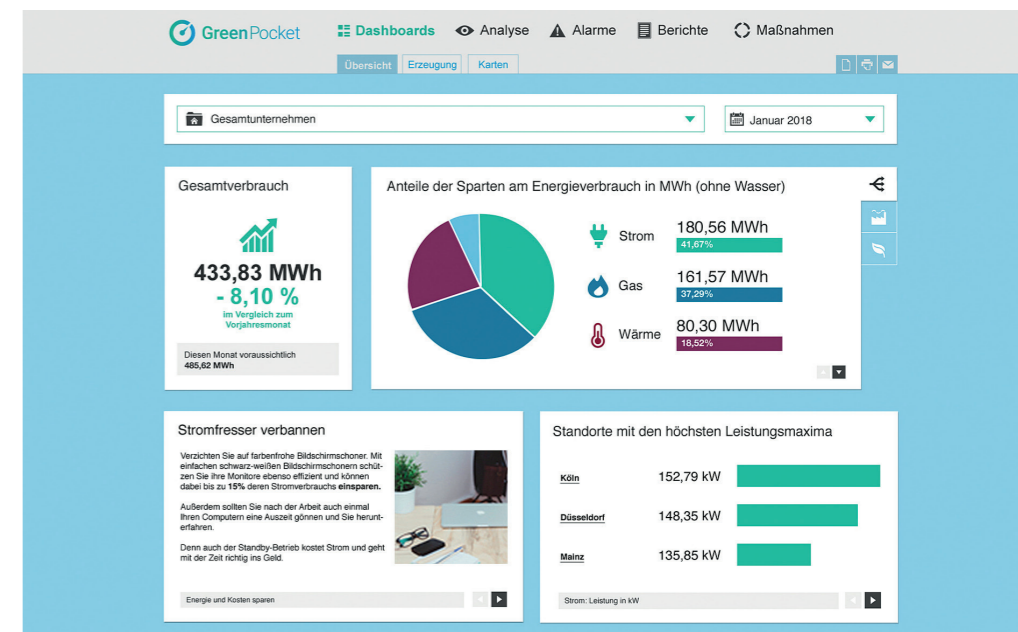 GreenPocket
Dashboards
Analyse
Alarme
Berichte
Maßnahmen
Übersicht
Erzeugung
Karten
Gesamtunternehmen
Januar 2018
Gesamtverbrauch
433,83 MWh
- 8,10 %
im Vergleich zum
Vorjahresmonat
Diesen Monat voraussichtlich
485,62 MWh
Anteile der Sparten am Energieverbrauch in MWh (ohne Wasser)
Strom
180,56 MWh
41,67%
Gas
161,57 MWh
37,29%
Wärme
80,30 MWh
18,52%
Stromfresser verbannen
Verzichten Sie auf farbenfrohe Bildschirmschoner. Mit
einfachen schwarz-weißen Bildschirmschonern schüt-
zen Sie ihre Monitore ebenso effizient und können
dabei bis zu 15% deren Stromverbrauchs einsparen.
Außerdem sollten Sie nach der Arbeit auch einmal
Ihren Computern eine Auszeit gönnen und Sie herunt-
erfahren.
Denn auch der Standby-Betrieb kostet Strom und geht
mit der Zeit richtig ins Geld.
Energie und Kosten sparen
Standorte mit den höchsten Leistungsmaxima
Köln
152,79 kW
Düsseldorf
148,35 kW
Mainz
135,85 kW
Strom: Leistung in kW